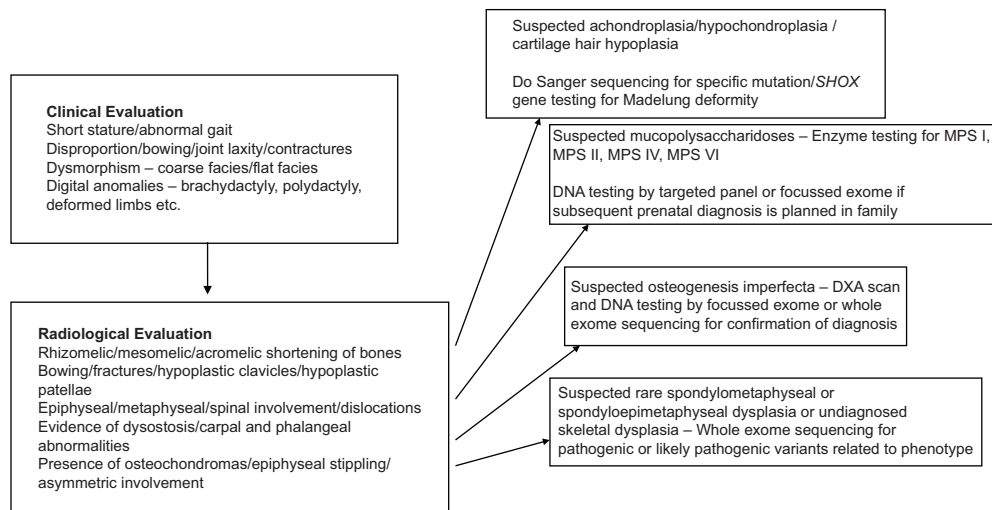 Clinical Evaluation
Short stature/abnormal gait
Disproportion/bowing/joint laxity/contractures
Dysmorphism – coarse facies/flat facies
Digital anomalies – brachydactyly, polydactyly,
deformed limbs etc.
Radiological Evaluation
Rhizomelic/mesomelic/acromelic shortening of bones
Bowing/fractures/hypoplastic clavicles/hypoplastic
patellae
Epiphyseal/metaphyseal/spinal involvement/dislocations
Evidence of dysostosis/carpal and phalangeal
abnormalities
Presence of osteochondromas/epiphyseal stippling/
asymmetric involvement
Suspected achondroplasia/hypochondroplasia /
cartilage hair hypoplasia
Do Sanger sequencing for specific mutation/SHOX
gene testing for Madelung deformity
Suspected mucopolysaccharidoses – Enzyme testing for MPS I,
MPS II, MPS IV, MPS VI
DNA testing by targeted panel or focussed exome if
subsequent prenatal diagnosis is planned in family
Suspected osteogenesis imperfecta – DXA scan
and DNA testing by focussed exome or whole
exome sequencing for confirmation of diagnosis
Suspected rare spondylometaphyseal or
spondyloepimetaphyseal dysplasia or undiagnosed
skeletal dysplasia – Whole exome sequencing for
pathogenic or likely pathogenic variants related to phenotype